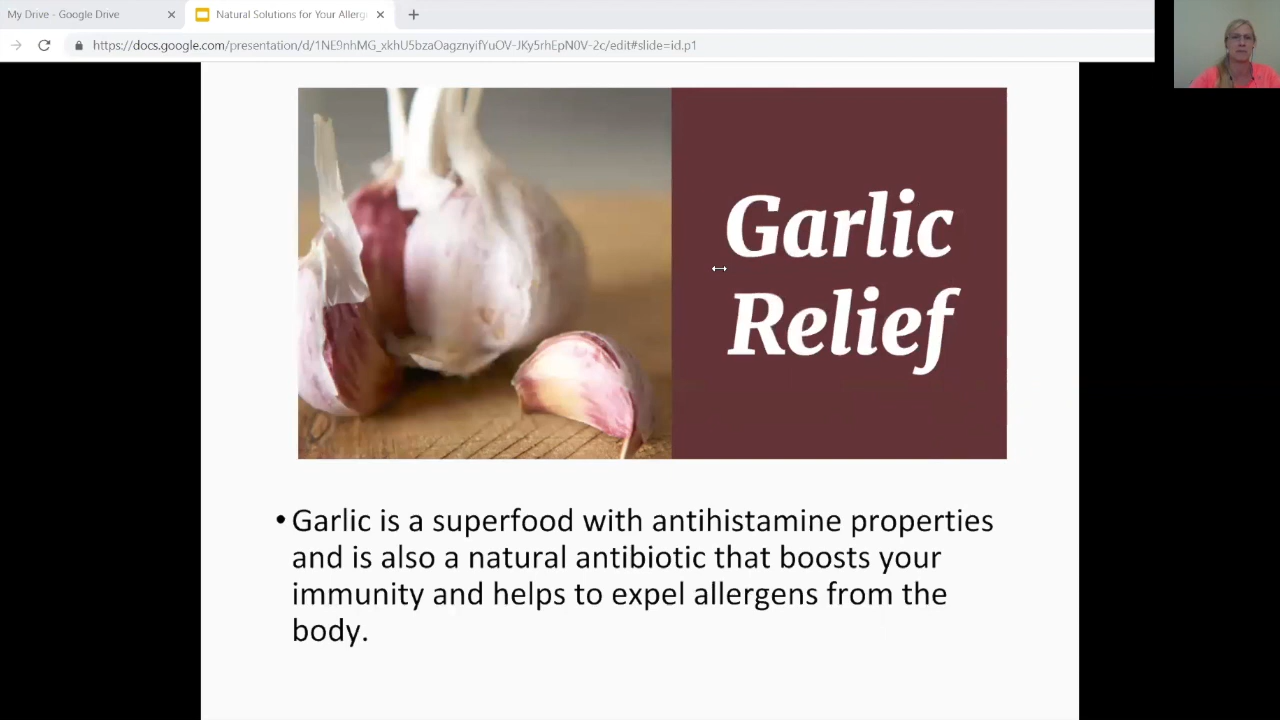 My Drive - Google Drive
Natural Solutions for Your Allerg
https://docs.google.com/presentation/d/1NE9nhMG_xkhU5bzaOagznyifYuOV-JKy5rhEpN0V-2c/edit#slide=id.p1
Garlic
Relief
• Garlic is a superfood with antihistamine properties
and is also a natural antibiotic that boosts your
immunity and helps to expel allergens from the
body.